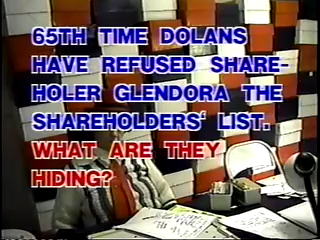 65TH TIME DOLANS
HAVE REFUSED SHARE-
HOLER GLENDORA THE
SHAREHOLDERS' LIST.
WHAT ARE THEY
HIDING?